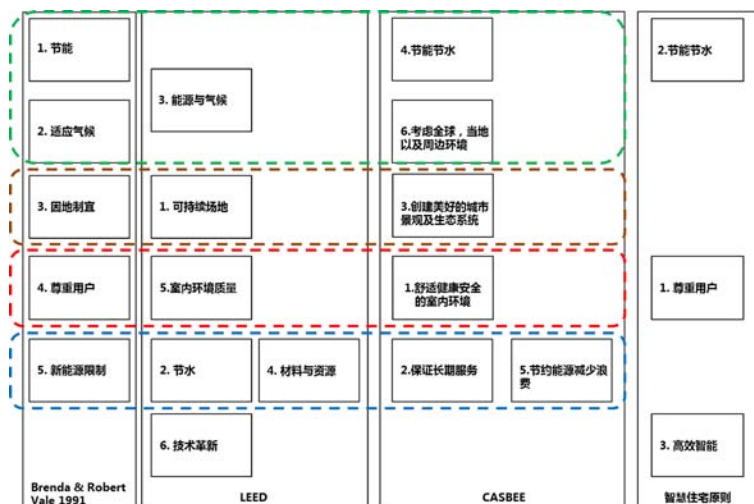 1. 节能
4.节能节水
2.节能节水
3. 能源与气候
2. 适应气候
6.考虑全球，当地
以及周边环境
3. 因地制宜
1. 可持续场地
3.创建美好的城市
景观及生态系统
4. 尊重用户
5.室内环境质量
1.舒适健康安全
的室内环境
1. 尊重用户
5. 新能源限制
2. 节水
4. 材料与资源
2.保证长期服务
5.节约能源减少浪
费
6. 技术革新
3. 高效智能
Brenda & Robert
Vale 1991
LEED
CASBEE
智慧住宅原则